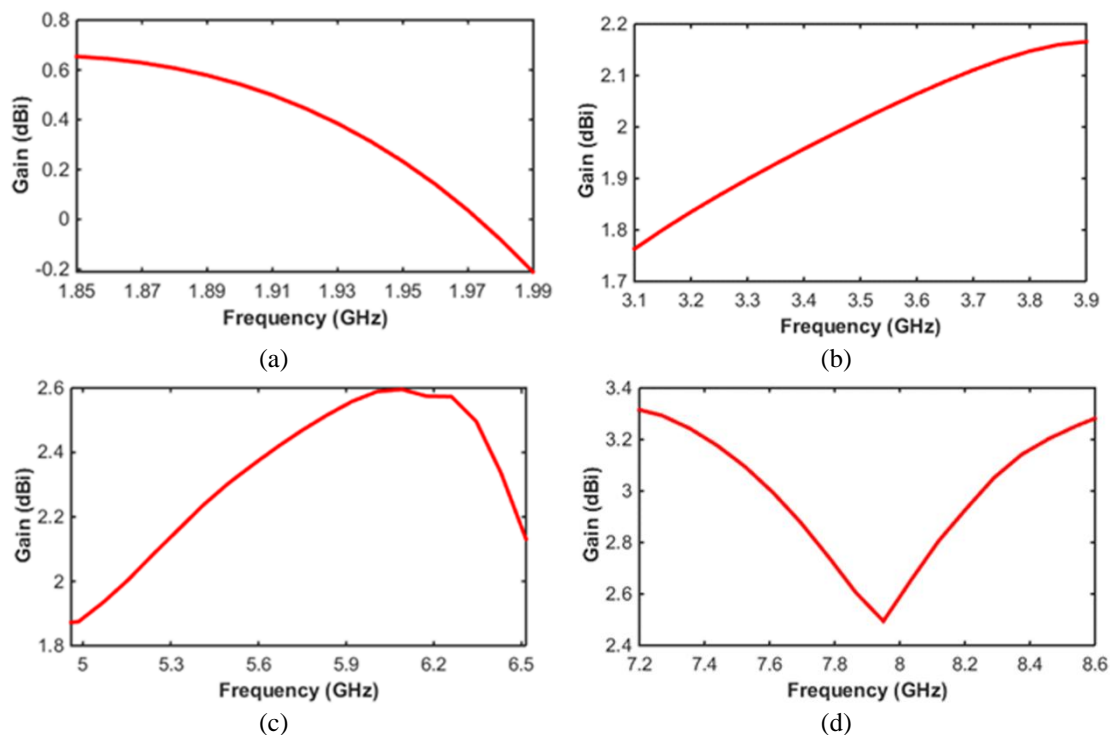 0.8
0.6
0.4
0.2
0
-0.2
Gain (dBi)
1.85 1.87 1.89 1.91 1.93 1.95 1.97 1.99
Frequency (GHz)
(a)
2.2
2.1
2
1.9
1.8
1.7
Gain (dBi)
3.1 3.2 3.3 3.4 3.5 3.6 3.7 3.8 3.9
Frequency (GHz)
(b)
2.6
2.4
2.2
2
1.8
Gain (dBi)
5 5.3 5.6 5.9 6.2 6.5
Frequency (GHz)
(c)
3.4
3.2
3
2.8
2.6
2.4
Gain (dBi)
7.2 7.4 7.6 7.8 8 8.2 8.4 8.6
Frequency (GHz)
(d)